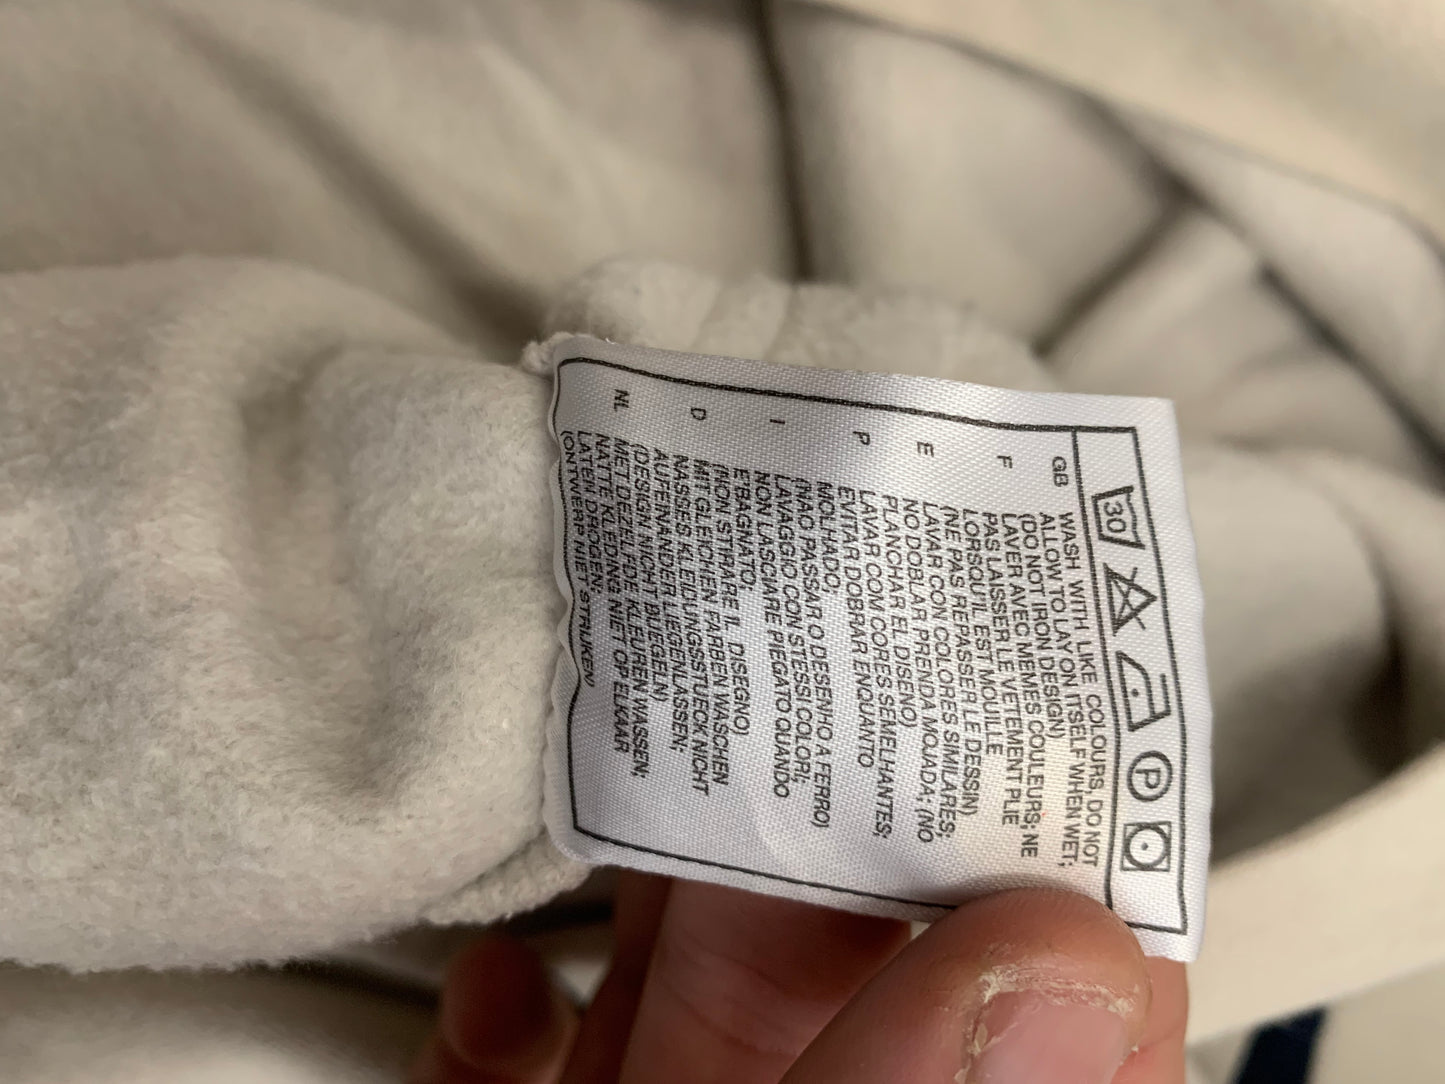 30
P
GB WASH WITH LIKE COLOURS, DO NOT
ALLOW TO LAY ON ITSELF WHEN WET;
(DO NOT IRON DESIGN)
F LAVER AVEC MEMES COULEURS; NE
PAS LAISSER LE VETEMENT PLIE
LORSQU'IL EST MOUILLE
(NE PAS REPASSER LE DESSIN)
E LAVAR CON COLORES SIMILARES;
NO DOBLAR PRENDA MOJADA; (NO
PLANCHAR EL DISENO)
P LAVAR COM CORES SEMELHANTES;
EVITAR DOBRAR ENQUANTO
MOLHADO;
(NAO PASSAR O DESENHO A FERRO)
I LAVAGGIO CON STESSI COLORI;
NON LASCIARE PIEGATO QUANDO
E'BAGNATO;
(NON STIRARE IL DISEGNO)
D MIT GLEICHEN FARBEN WASCHEN
NASSES KLEIDUNGSSTUECK NICHT
AUFEINANDER LIEGENLASSEN;
(DESIGN NICHT BUEGELN)
NL MET DEZELFDE KLEUREN WASSEN;
NATTE KLEDING NIET OP ELKAAR
LATEN DROGEN;
(ONTWERP NIET STRIJKEN)